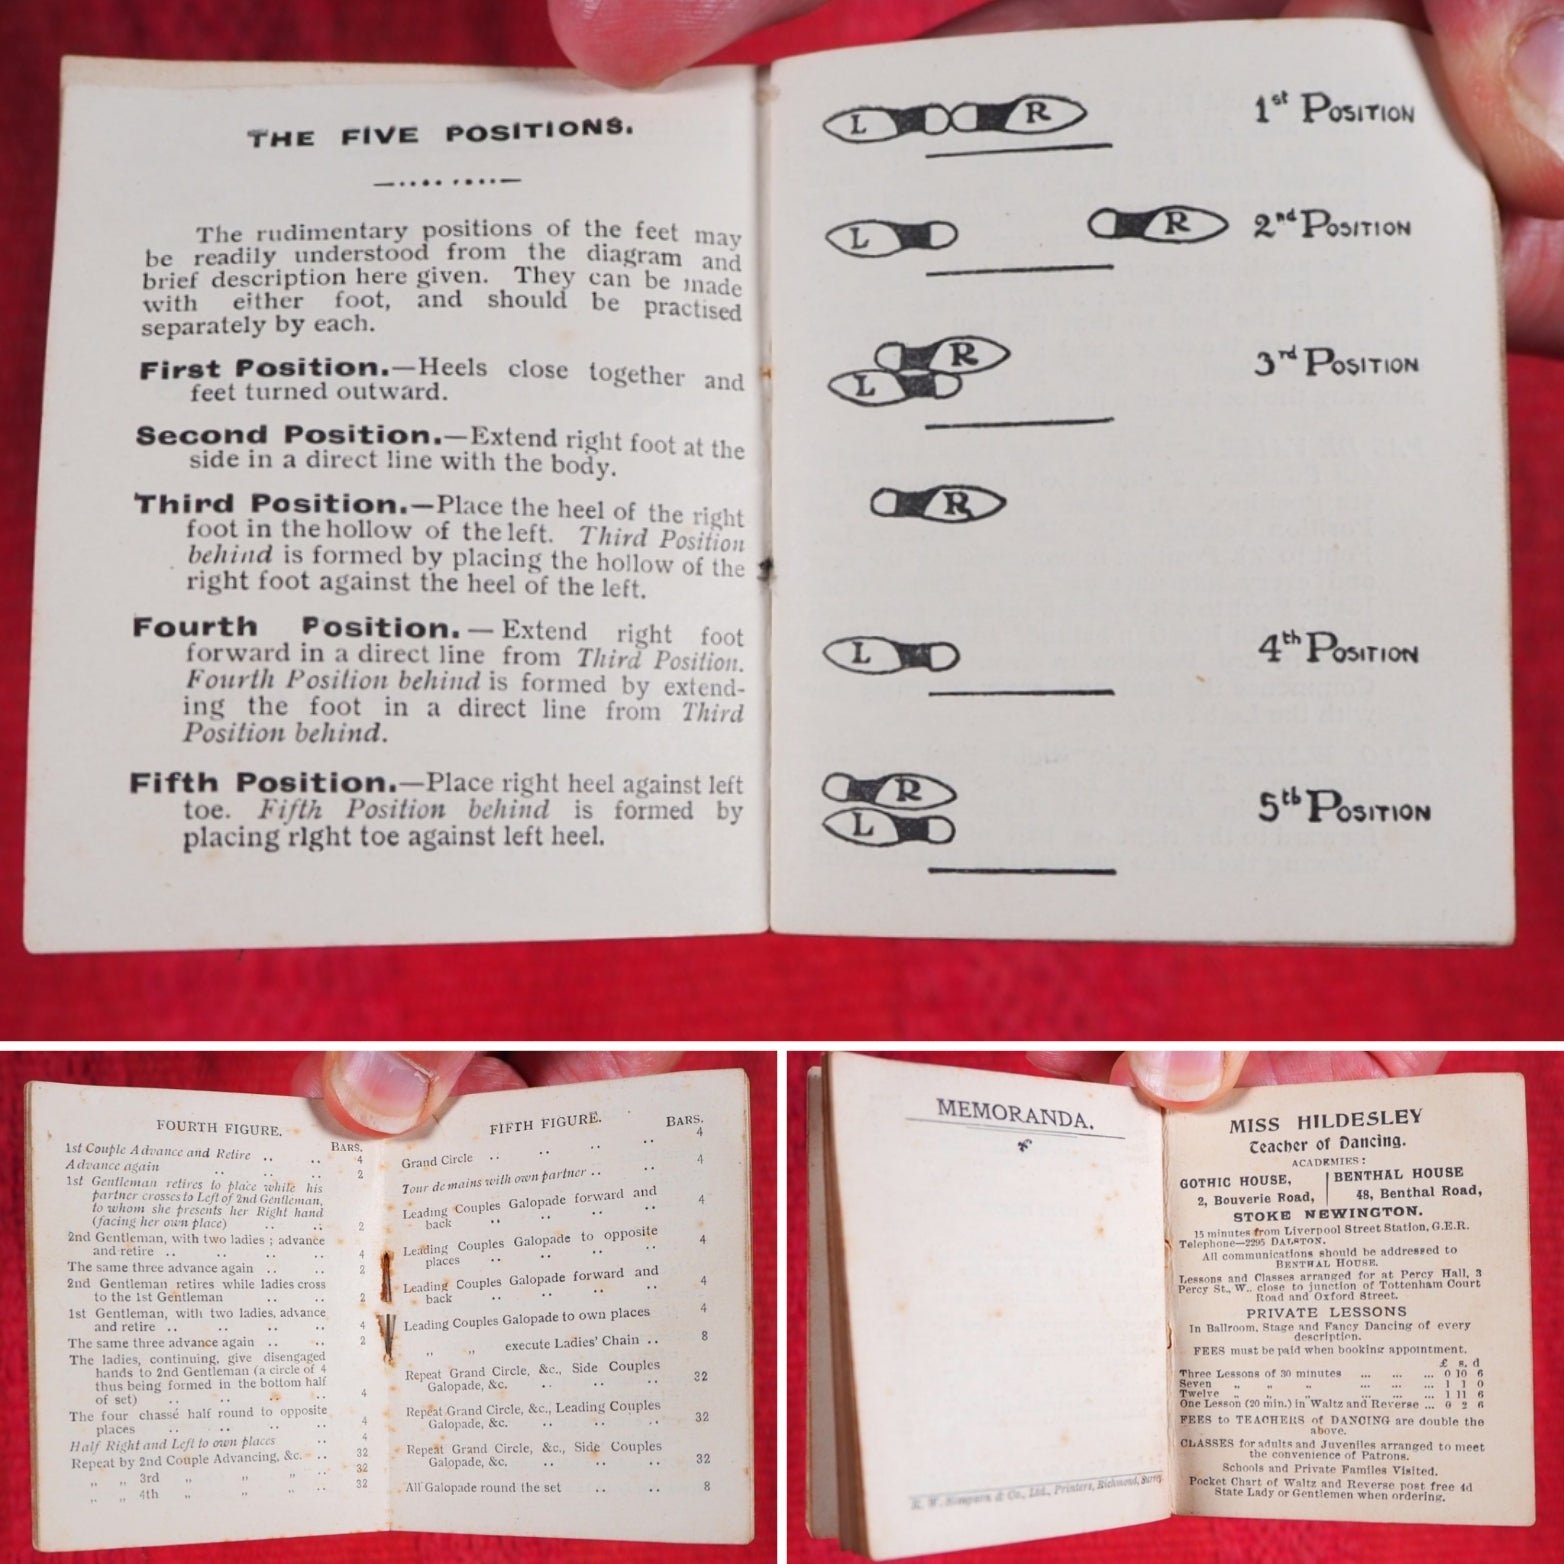 THE FIVE POSITIONS.
The rudimentary positions of the feet may
be readily understood from the diagram and
brief description here given. They can be made
with either foot, and should be practised
separately by each.
First Position.—Heels close together and
feet turned outward.
Second Position.—Extend right foot at the
side in a direct line with the body.
Third Position.—Place the heel of the right
foot in the hollow of the left. Third Position
behind is formed by placing the hollow of the
right foot against the heel of the left.
Fourth Position.—Extend right foot
forward in a direct line from Third Position.
Fourth Position behind is formed by extend-
ing the foot in a direct line from Third
Position behind.
Fifth Position.—Place right heel against left
toe. Fifth Position behind is formed by
placing right toe against left heel.
L R 1st POSITION
L R 2nd POSITION
R
L
3rd POSITION
R
L 4th POSITION
R
L
5th POSITION
FOURTH FIGURE.
BARS.
1st Couple Advance and Retire .. .. 4
Advance again .. .. .. 2
1st Gentleman retires to place while his
partner crosses to Left of 2nd Gentleman,
to whom she presents her Right hand
(facing her own place) .. .. 2
2nd Gentleman, with two ladies; advance
and retire .. .. .. .. 4
The same three advance again .. .. 2
2nd Gentleman retires while ladies cross
to the 1st Gentleman .. .. 2
1st Gentleman, with two ladies, advance
and retire .. .. .. .. 4
The same three advance again .. .. 2
The ladies, continuing, give disengaged
hands to 2nd Gentleman (a circle of 4
thus being formed in the bottom half
of set) .. .. .. .. 4
The four chassé half round to opposite
places .. .. .. .. 4
Half Right and Left to own places .. 4
Repeat by 2nd Couple Advancing, &c. .. 32
„ „ 3rd „ „ „ .. 32
„ „ 4th „ „ „ .. 32
FIFTH FIGURE.
BARS.
Grand Circle .. .. .. .. 4
Tour de mains with own partner .. .. 4
Leading Couples Galopade forward and
back .. .. .. .. 4
Leading Couples Galopade to opposite
places .. .. .. .. 4
Leading Couples Galopade forward and
back .. .. .. .. 4
Leading Couples Galopade to own places 4
„ „ execute Ladies' Chain .. 8
Repeat Grand Circle, &c., Side Couples
Galopade, &c. .. .. .. 32
Repeat Grand Circle, &c., Leading Couples
Galopade, &c. .. .. .. 32
Repeat Grand Circle, &c., Side Couples
Galopade, &c. .. .. .. 32
All Galopade round the set .. .. 8
MEMORANDA.
R. W. Simpson & Co., Ltd., Printers, Richmond, Surrey.
MISS HILDESLEY
Teacher of Dancing.
ACADEMIES:
GOTHIC HOUSE,
2, Bouverie Road,
BENTHAL HOUSE
48, Benthal Road,
STOKE NEWINGTON.
15 minutes from Liverpool Street Station, G.E.R.
Telephone—2295 DALSTON.
All communications should be addressed to
BENTHAL HOUSE.
Lessons and Classes arranged for at Percy Hall, 3
Percy St., W., close to junction of Tottenham Court
Road and Oxford Street.
PRIVATE LESSONS
In Ballroom, Stage and Fancy Dancing of every
description.
FEES must be paid when booking appointment.
£ s. d
Three Lessons of 30 minutes ... ... ... 0 10 6
Seven „ „ „ ... ... ... 1 1 0
Twelve „ „ „ ... ... ... 1 11 6
One Lesson (20 min.) in Waltz and Reverse ... 0 2 6
FEES to TEACHERS of DANCING are double the
above.
CLASSES for adults and Juveniles arranged to meet
the convenience of Patrons.
Schools and Private Familes Visited.
Pocket Chart of Waltz and Reverse post free 4d
State Lady or Gentlemen when ordering.